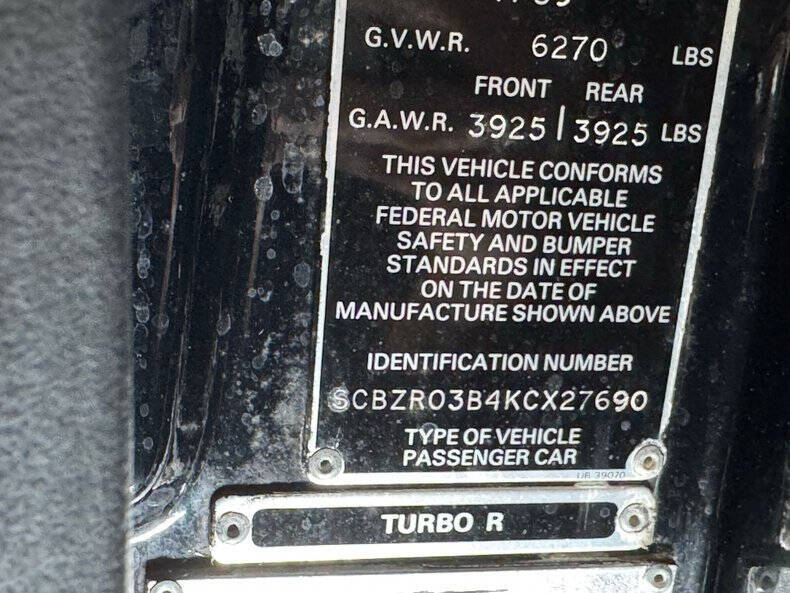 G.V.W.R. 6270 LBS
FRONT REAR
G.A.W.R. 3925 | 3925 LBS
THIS VEHICLE CONFORMS
TO ALL APPLICABLE
FEDERAL MOTOR VEHICLE
SAFETY AND BUMPER
STANDARDS IN EFFECT
ON THE DATE OF
MANUFACTURE SHOWN ABOVE
IDENTIFICATION NUMBER
SCBZR03B4KCX27690
TYPE OF VEHICLE
PASSENGER CAR
UB 39070
TURBO R